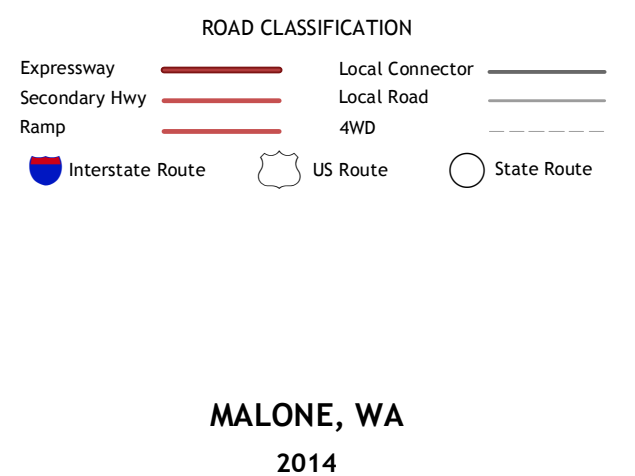 ROAD CLASSIFICATION
Expressway
Local Connector
Secondary Hwy
Local Road
Ramp
4WD
Interstate Route
US Route
State Route
MALONE, WA
2014